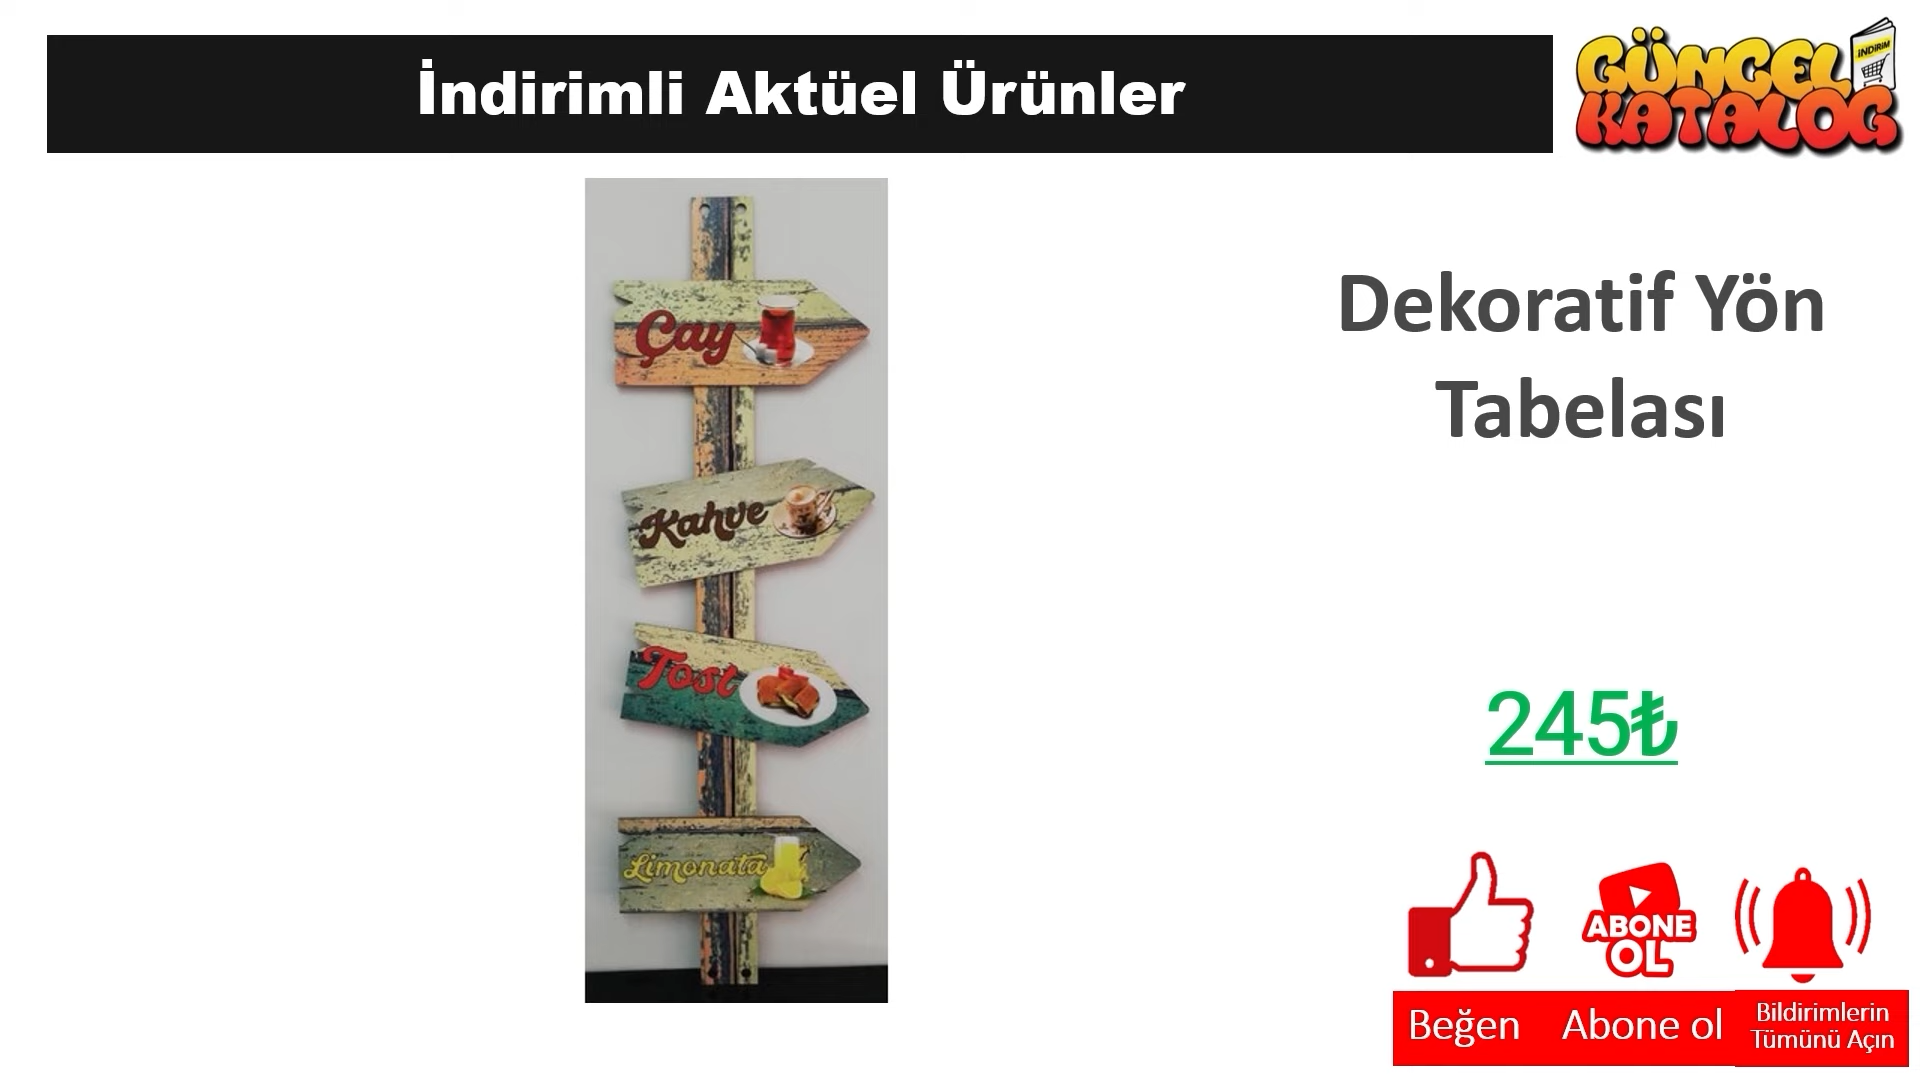 İndirimli Aktüel Ürünler
GÜNCEL
KATALOG
İNDİRİM
Çay
Kahve
Tost
Limonata
Dekoratif Yön
Tabelası
245₺
ABONE
OL
Beğen
Abone ol
Bildirimlerin
Tümünü Açın